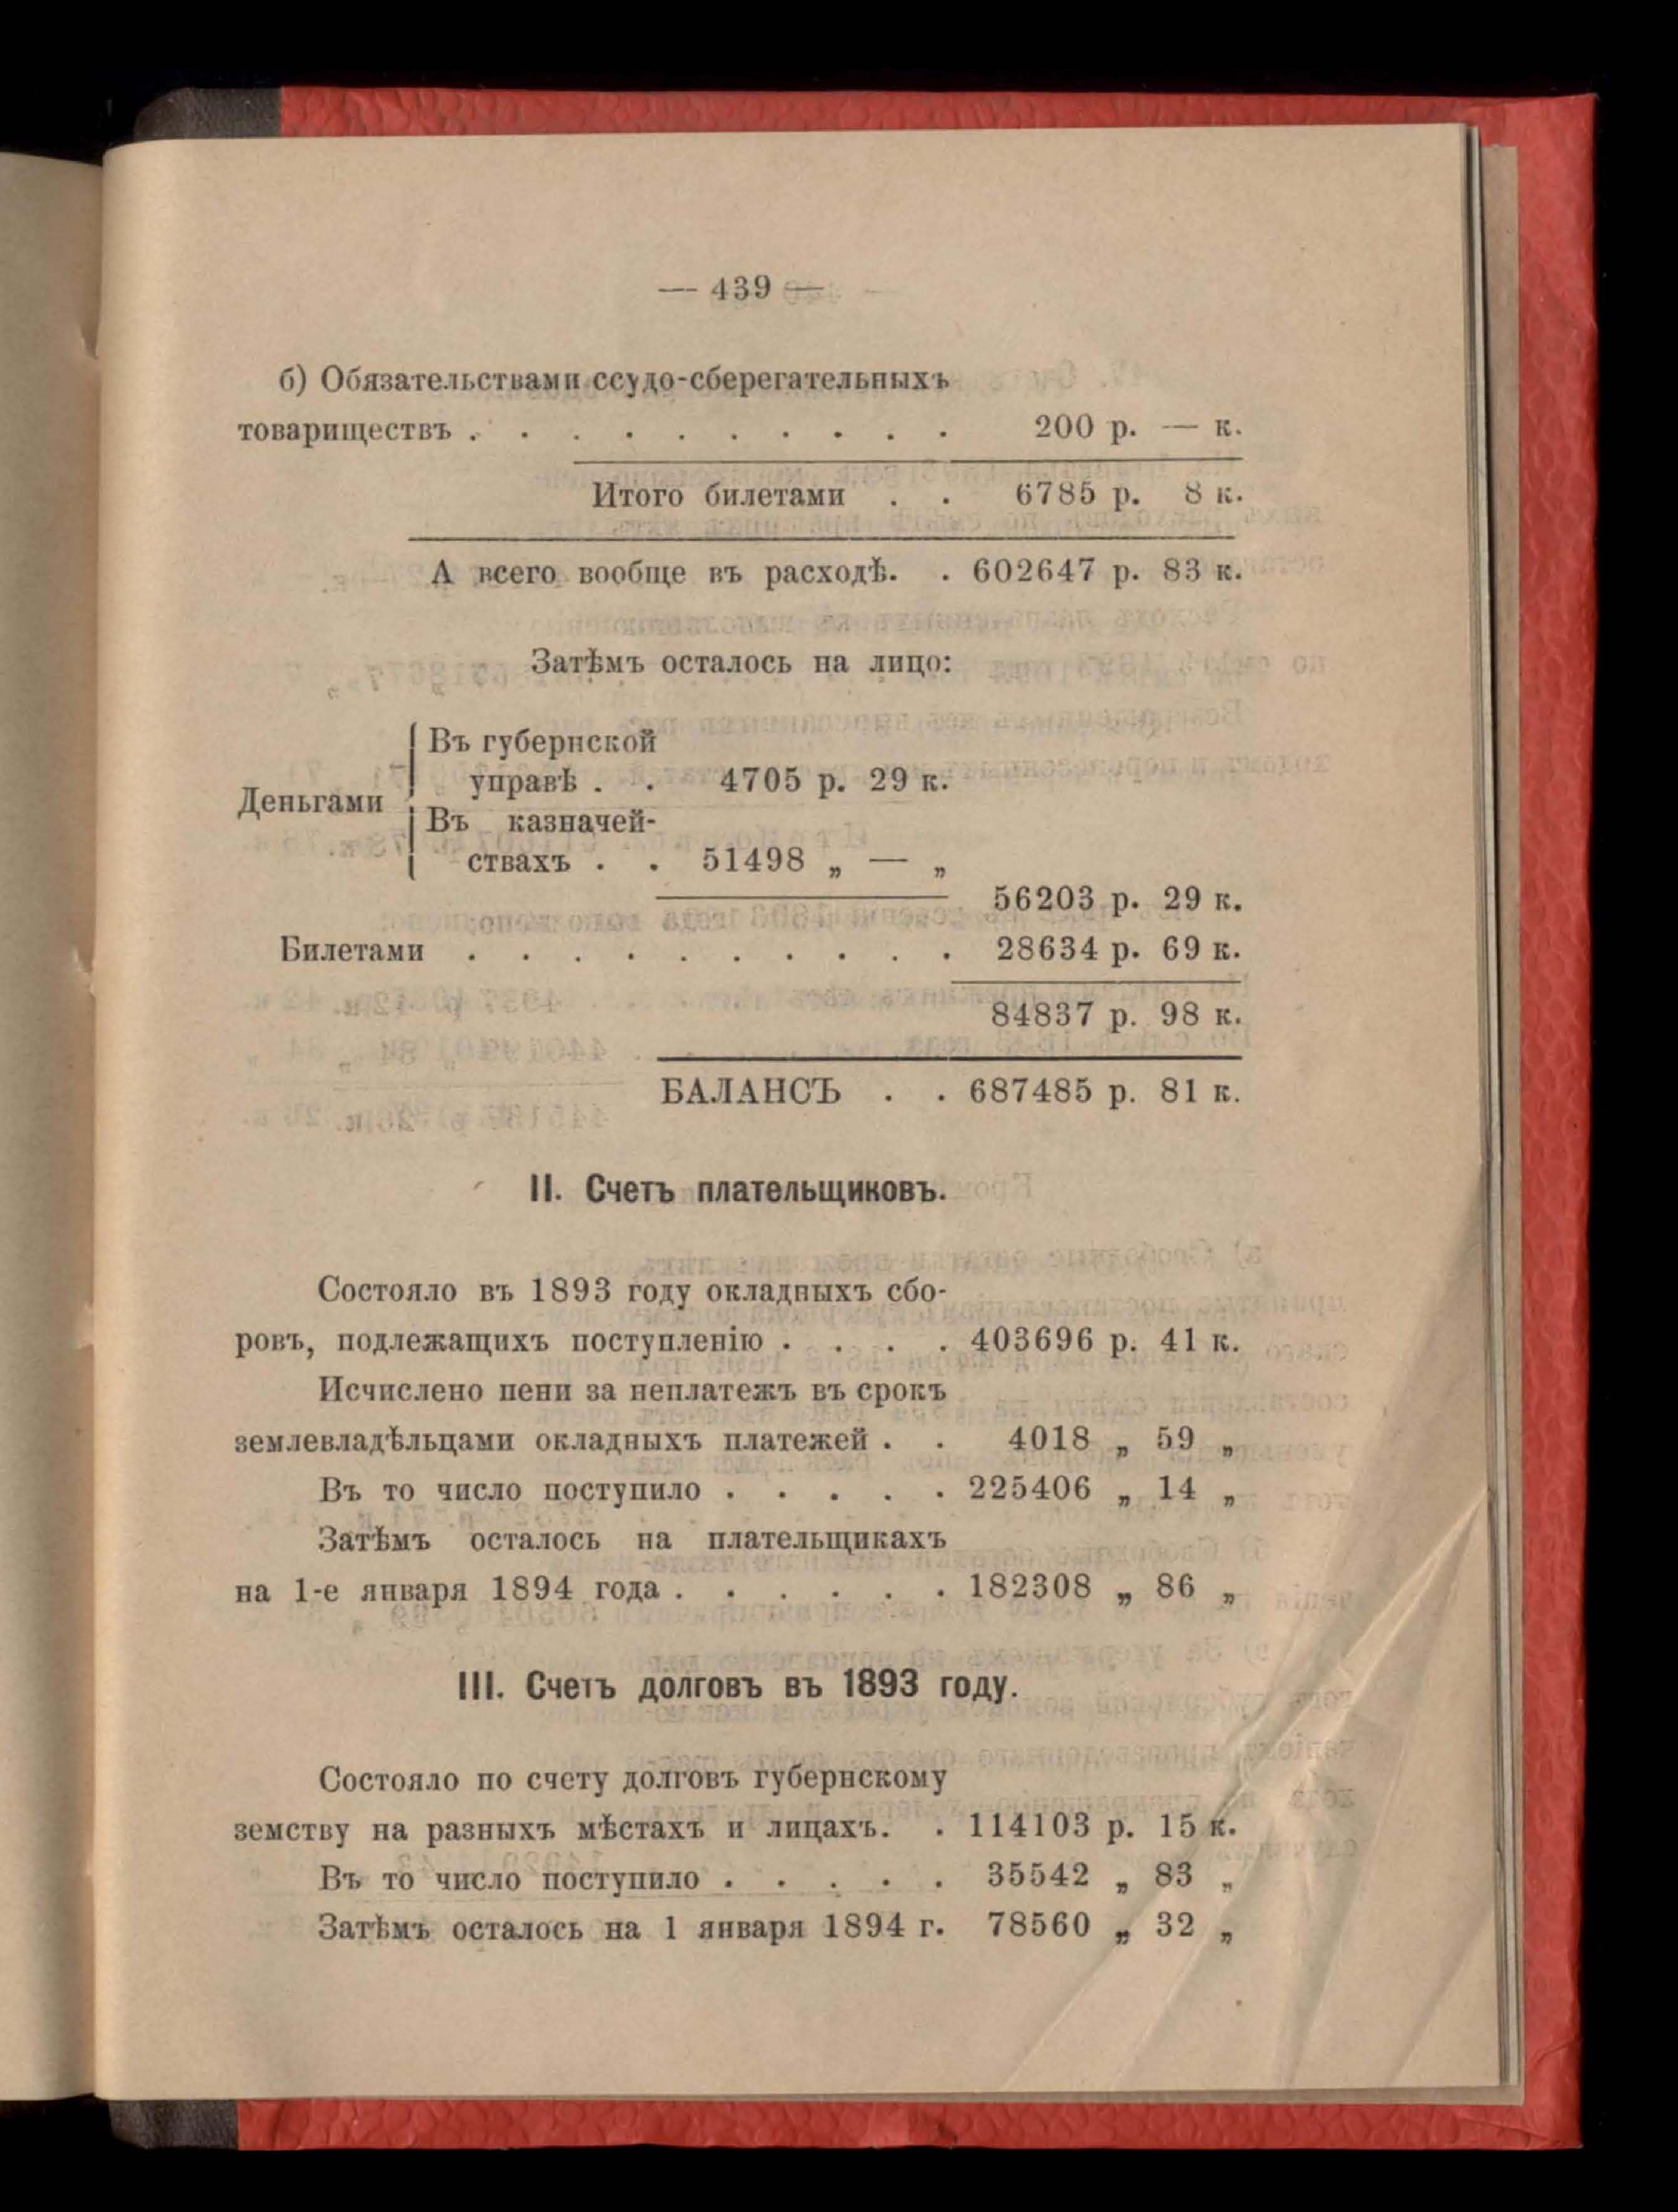 — 439 —
б) Обязательствами ссудо-сберегательныхъ
товариществъ . . . . . . . . . . 200 р. — к.
Итого билетами . . 6785 р. 8 к.
А всего вообще въ расходѣ. . 602647 р. 83 к.
Затѣмъ осталось на лицо:
Въ губернской
управѣ . . 4705 р. 29 к.
Деньгами
Въ казначей-
ствахъ . . 51498 „ — „
56203 р. 29 к.
Билетами . . . . . . . . . . 28634 р. 69 к.
84837 р. 98 к.
БАЛАНСЪ . . 687485 р. 81 к.
II. Счетъ плательщиковъ.
Состояло въ 1893 году окладныхъ сбо-
ровъ, подлежащихъ поступленію . . . . 403696 р. 41 к.
Исчислено пени за неплатежъ въ срокъ
землевладѣльцами окладныхъ платежей . . 4018 „ 59 „
Въ то число поступило . . . . . 225406 „ 14 „
Затѣмъ осталось на плательщикахъ
на 1-е января 1894 года . . . . . . 182308 „ 86 „
III. Счетъ долговъ въ 1893 году.
Состояло по счету долговъ губернскому
земству на разныхъ мѣстахъ и лицахъ. . 114103 р. 15 к.
Въ то число поступило . . . . . 35542 „ 83 „
Затѣмъ осталось на 1 января 1894 г. 78560 „ 32 „